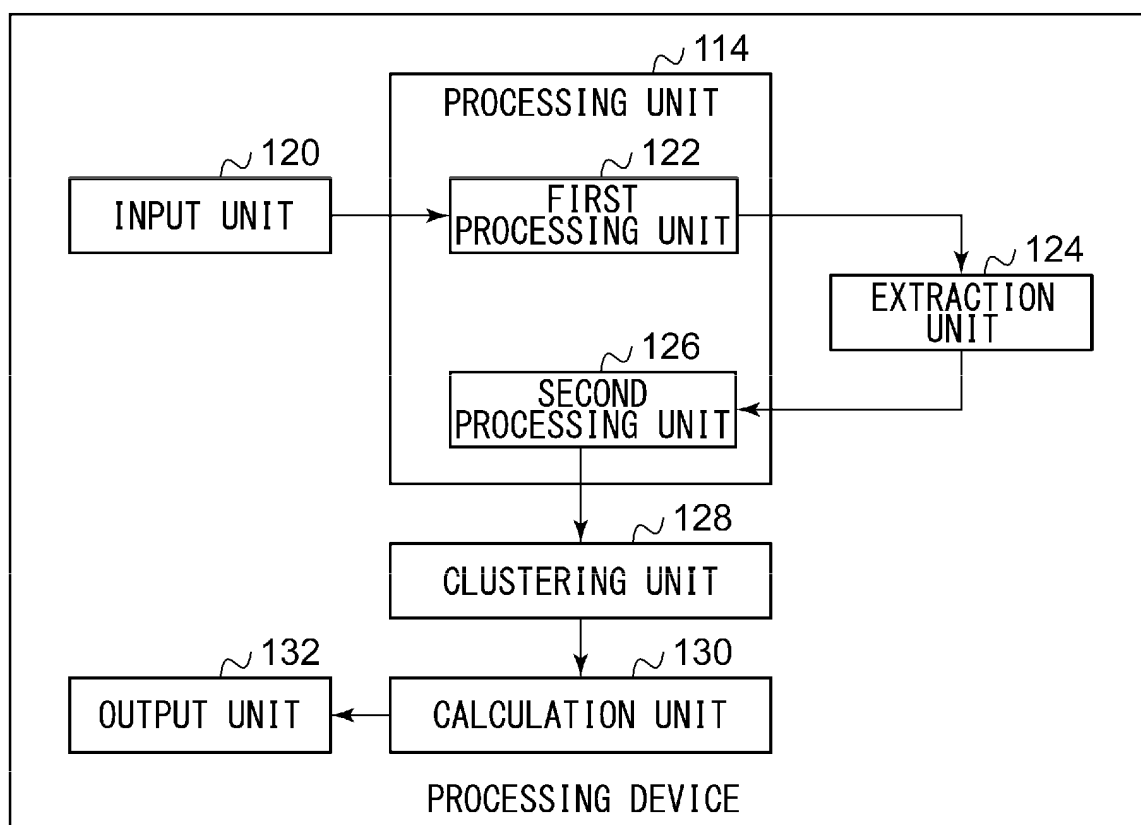 114
PROCESSING UNIT
120
INPUT UNIT
122
FIRST
PROCESSING UNIT
124
EXTRACTION
UNIT
126
SECOND
PROCESSING UNIT
128
CLUSTERING UNIT
132
OUTPUT UNIT
130
CALCULATION UNIT
PROCESSING DEVICE